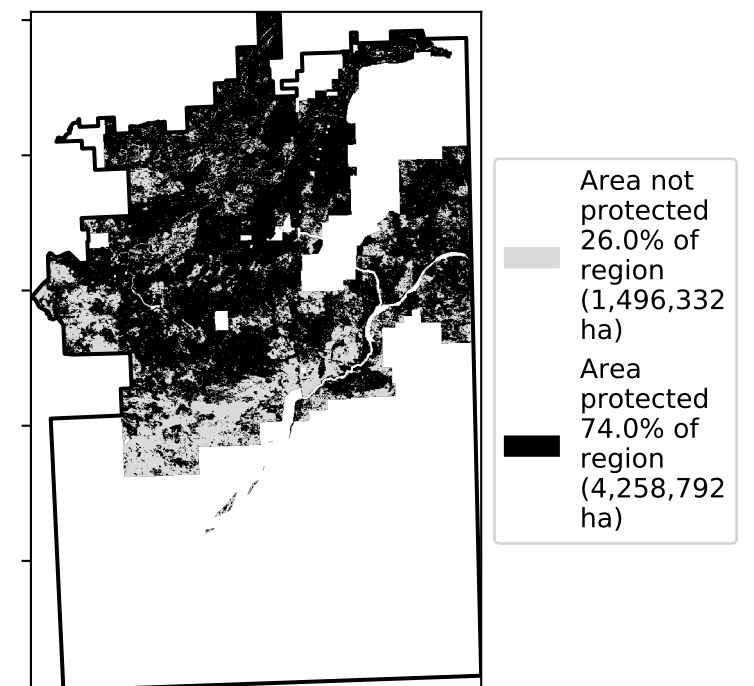 Area not
protected
26.0% of
region
(1,496,332
ha)
Area
protected
74.0% of
region
(4,258,792
ha)